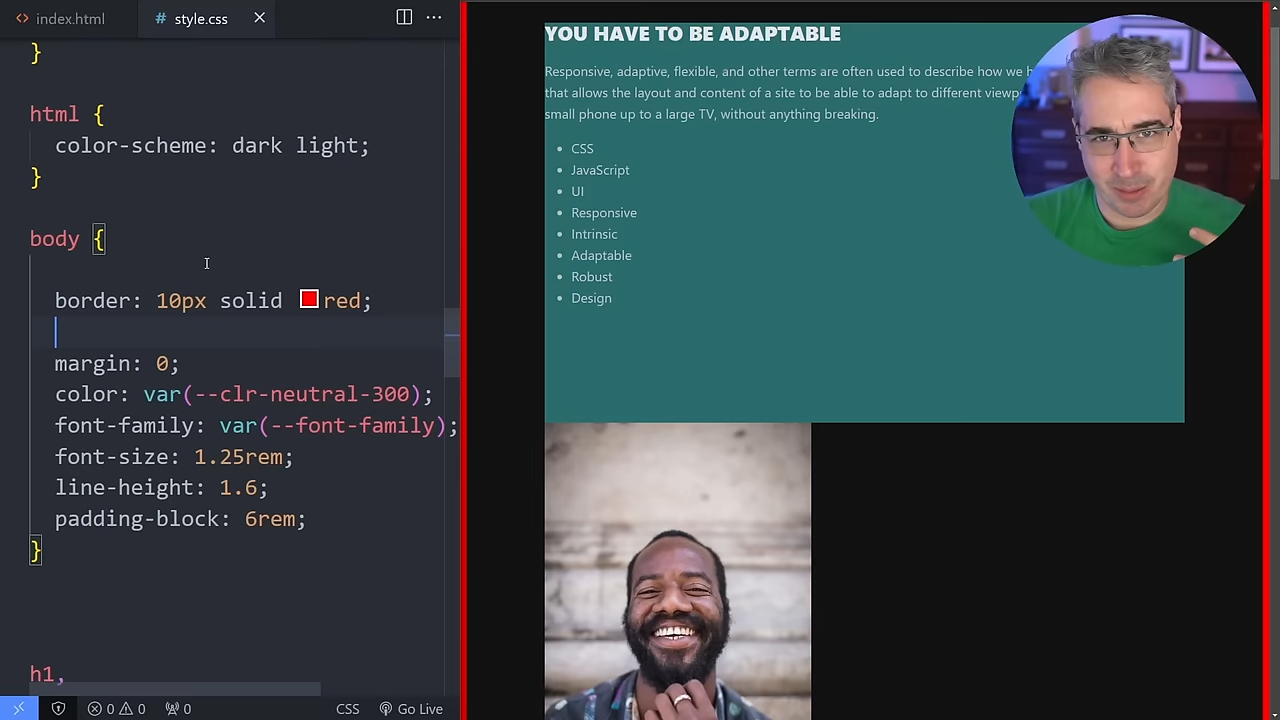 index.html
# style.css
}
html {
color-scheme: dark light;
}
body {
border: 10px solid red;
margin: 0;
color: var(--clr-neutral-300);
font-family: var(--font-family);
font-size: 1.25rem;
line-height: 1.6;
padding-block: 6rem;
}
h1,
0 0 0 CSS Go Live
YOU HAVE TO BE ADAPTABLE
Responsive, adaptive, flexible, and other terms are often used to describe how we
that allows the layout and content of a site to be able to adapt to different
small phone up to a large TV, without anything breaking.
• CSS
• JavaScript
• UI
• Responsive
• Intrinsic
• Adaptable
• Robust
• Design